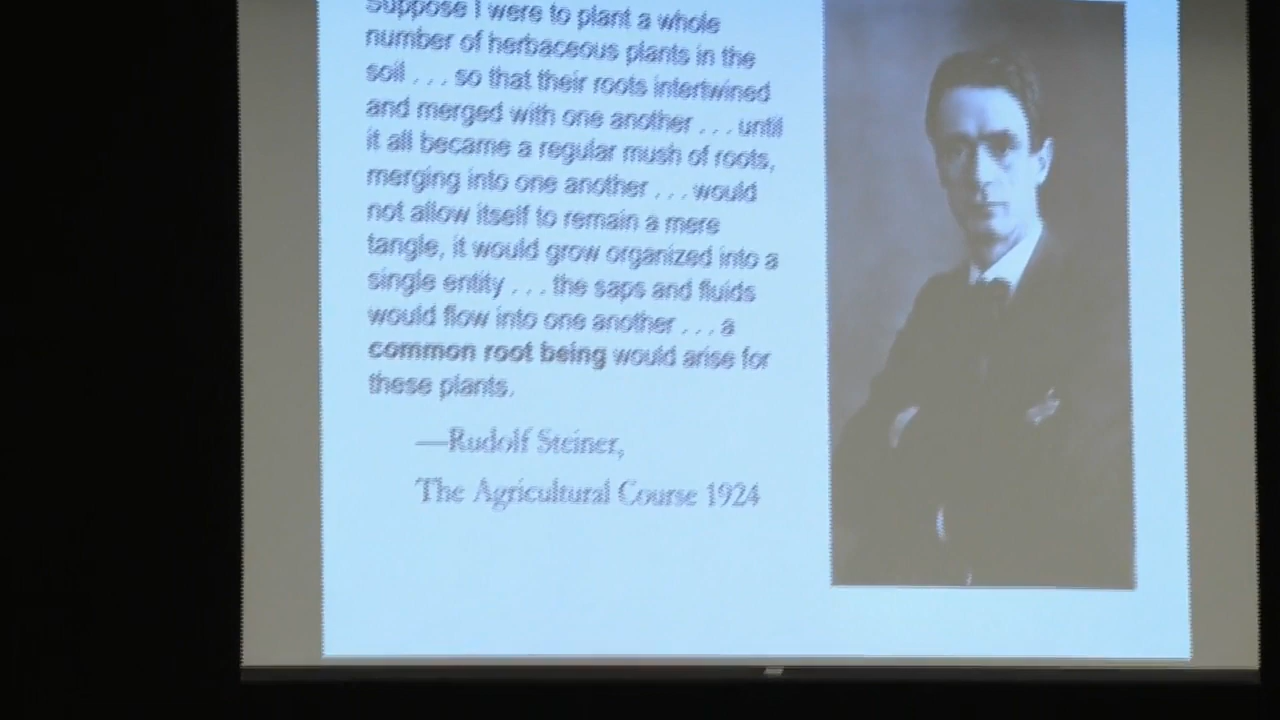 Suppose I were to plant a whole
number of herbaceous plants in the
soil . . . so that their roots intertwined
and merged with one another . . . until
it all became a regular mush of roots,
merging into one another . . . would
not allow itself to remain a mere
tangle, it would grow organized into a
single entity . . . the saps and fluids
would flow into one another . . . a
common root being would arise for
these plants.
—Rudolf Steiner,
The Agricultural Course 1924